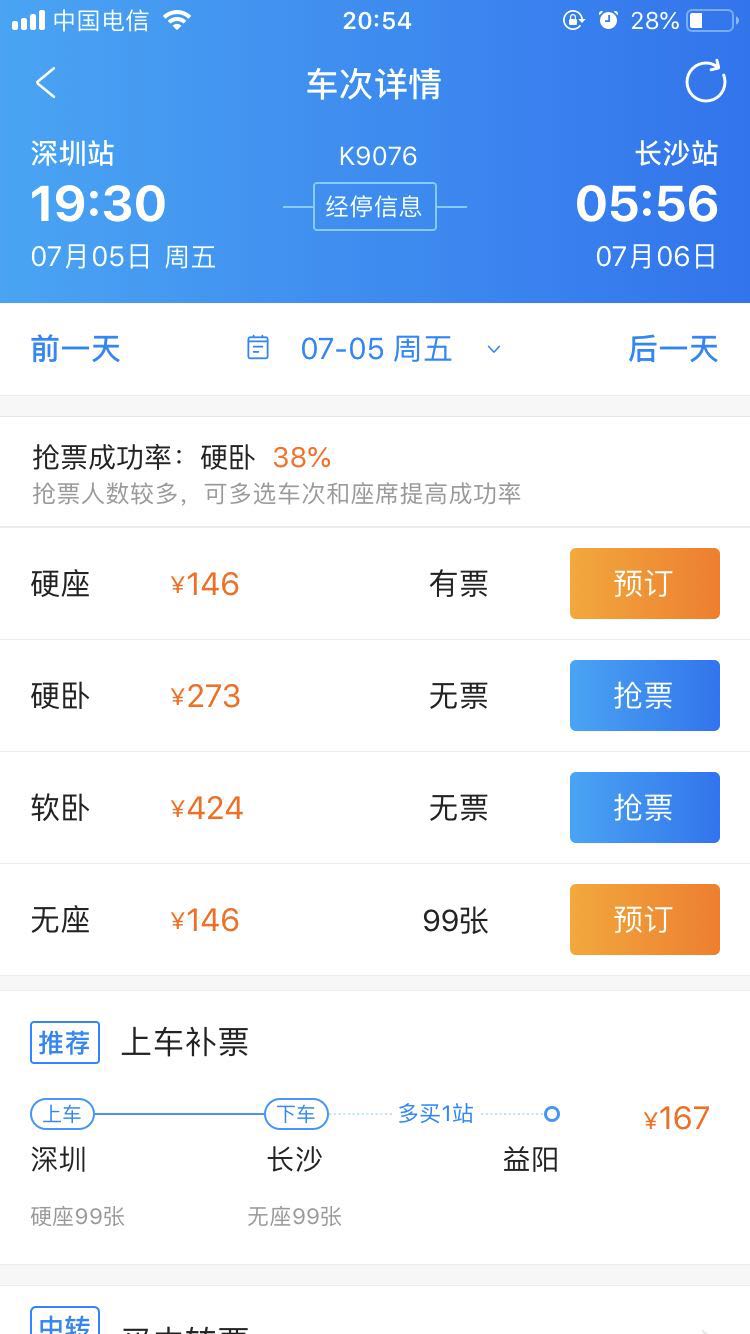 中国电信 20:54 28%
车次详情
深圳站 K9076 长沙站
19:30 经停信息 05:56
07月05日 周五 07月06日
前一天 07-05 周五 后一天
抢票成功率：硬卧 38%
抢票人数较多，可多选车次和座席提高成功率
硬座 ¥146 有票 预订
硬卧 ¥273 无票 抢票
软卧 ¥424 无票 抢票
无座 ¥146 99张 预订
推荐 上车补票
上车 下车 多买1站 ¥167
深圳 长沙 益阳
硬座99张 无座99张
中转